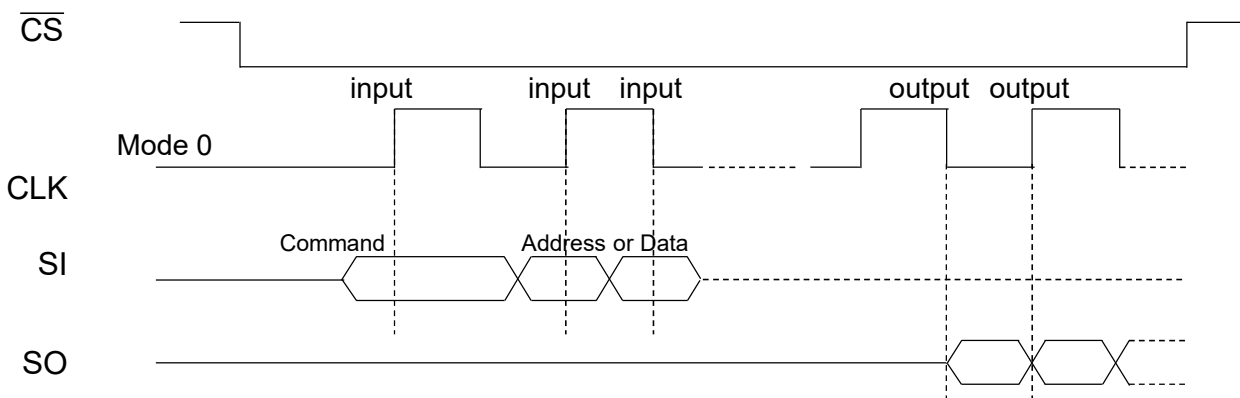 CS
input input input output output
Mode 0
CLK
Command Address or Data
SI
SO